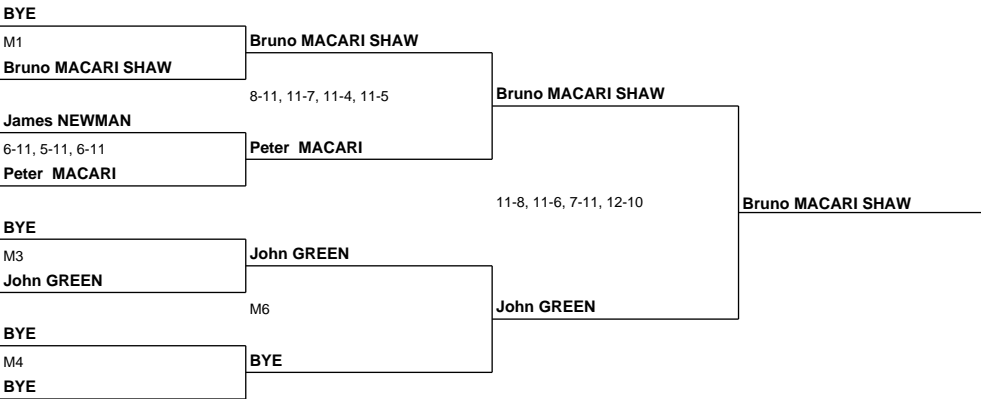 BYE
M1
Bruno MACARI SHAW
Bruno MACARI SHAW
8-11, 11-7, 11-4, 11-5
Bruno MACARI SHAW
James NEWMAN
6-11, 5-11, 6-11
Peter MACARI
Peter MACARI
11-8, 11-6, 7-11, 12-10
Bruno MACARI SHAW
BYE
M3
John GREEN
John GREEN
M6
John GREEN
BYE
M4
BYE
BYE